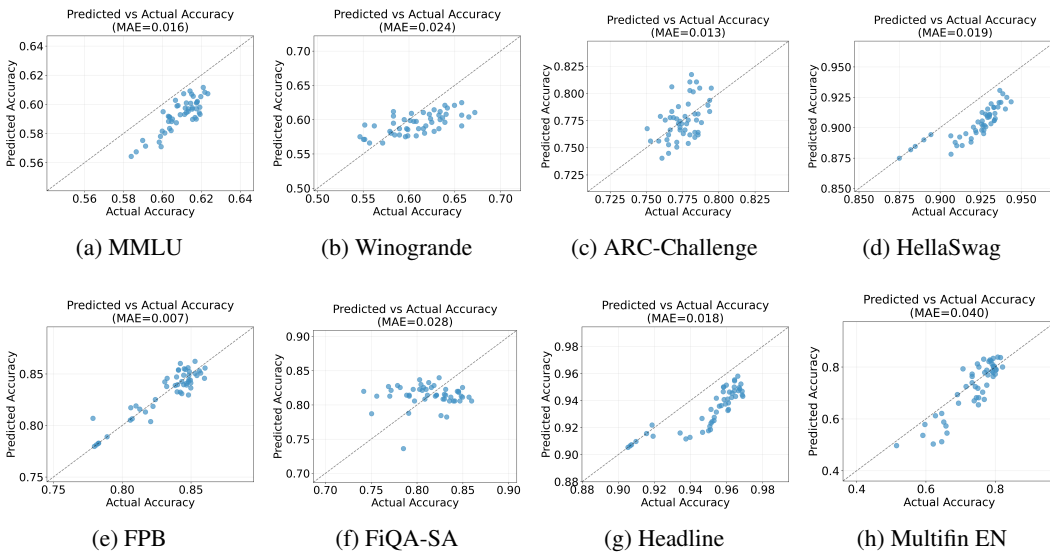 Predicted vs Actual Accuracy
(MAE=0.016)
Predicted Accuracy
0.64
0.62
0.60
0.58
0.56
0.56 0.58 0.60 0.62 0.64
Actual Accuracy
(a) MMLU
Predicted vs Actual Accuracy
(MAE=0.024)
Predicted Accuracy
0.70
0.65
0.60
0.55
0.50
0.50 0.55 0.60 0.65 0.70
Actual Accuracy
(b) Winogrande
Predicted vs Actual Accuracy
(MAE=0.013)
Predicted Accuracy
0.825
0.800
0.775
0.750
0.725
0.725 0.750 0.775 0.800 0.825
Actual Accuracy
(c) ARC-Challenge
Predicted vs Actual Accuracy
(MAE=0.019)
Predicted Accuracy
0.950
0.925
0.900
0.875
0.850
0.850 0.875 0.900 0.925 0.950
Actual Accuracy
(d) HellaSwag
Predicted vs Actual Accuracy
(MAE=0.007)
Predicted Accuracy
0.85
0.80
0.75
0.75 0.80 0.85
Actual Accuracy
(e) FPB
Predicted vs Actual Accuracy
(MAE=0.028)
Predicted Accuracy
0.90
0.85
0.80
0.75
0.70
0.70 0.75 0.80 0.85 0.90
Actual Accuracy
(f) FiQA-SA
Predicted vs Actual Accuracy
(MAE=0.018)
Predicted Accuracy
0.98
0.96
0.94
0.92
0.90
0.88
0.88 0.90 0.92 0.94 0.96 0.98
Actual Accuracy
(g) Headline
Predicted vs Actual Accuracy
(MAE=0.040)
Predicted Accuracy
0.8
0.6
0.4
0.4 0.6 0.8
Actual Accuracy
(h) Multifin EN